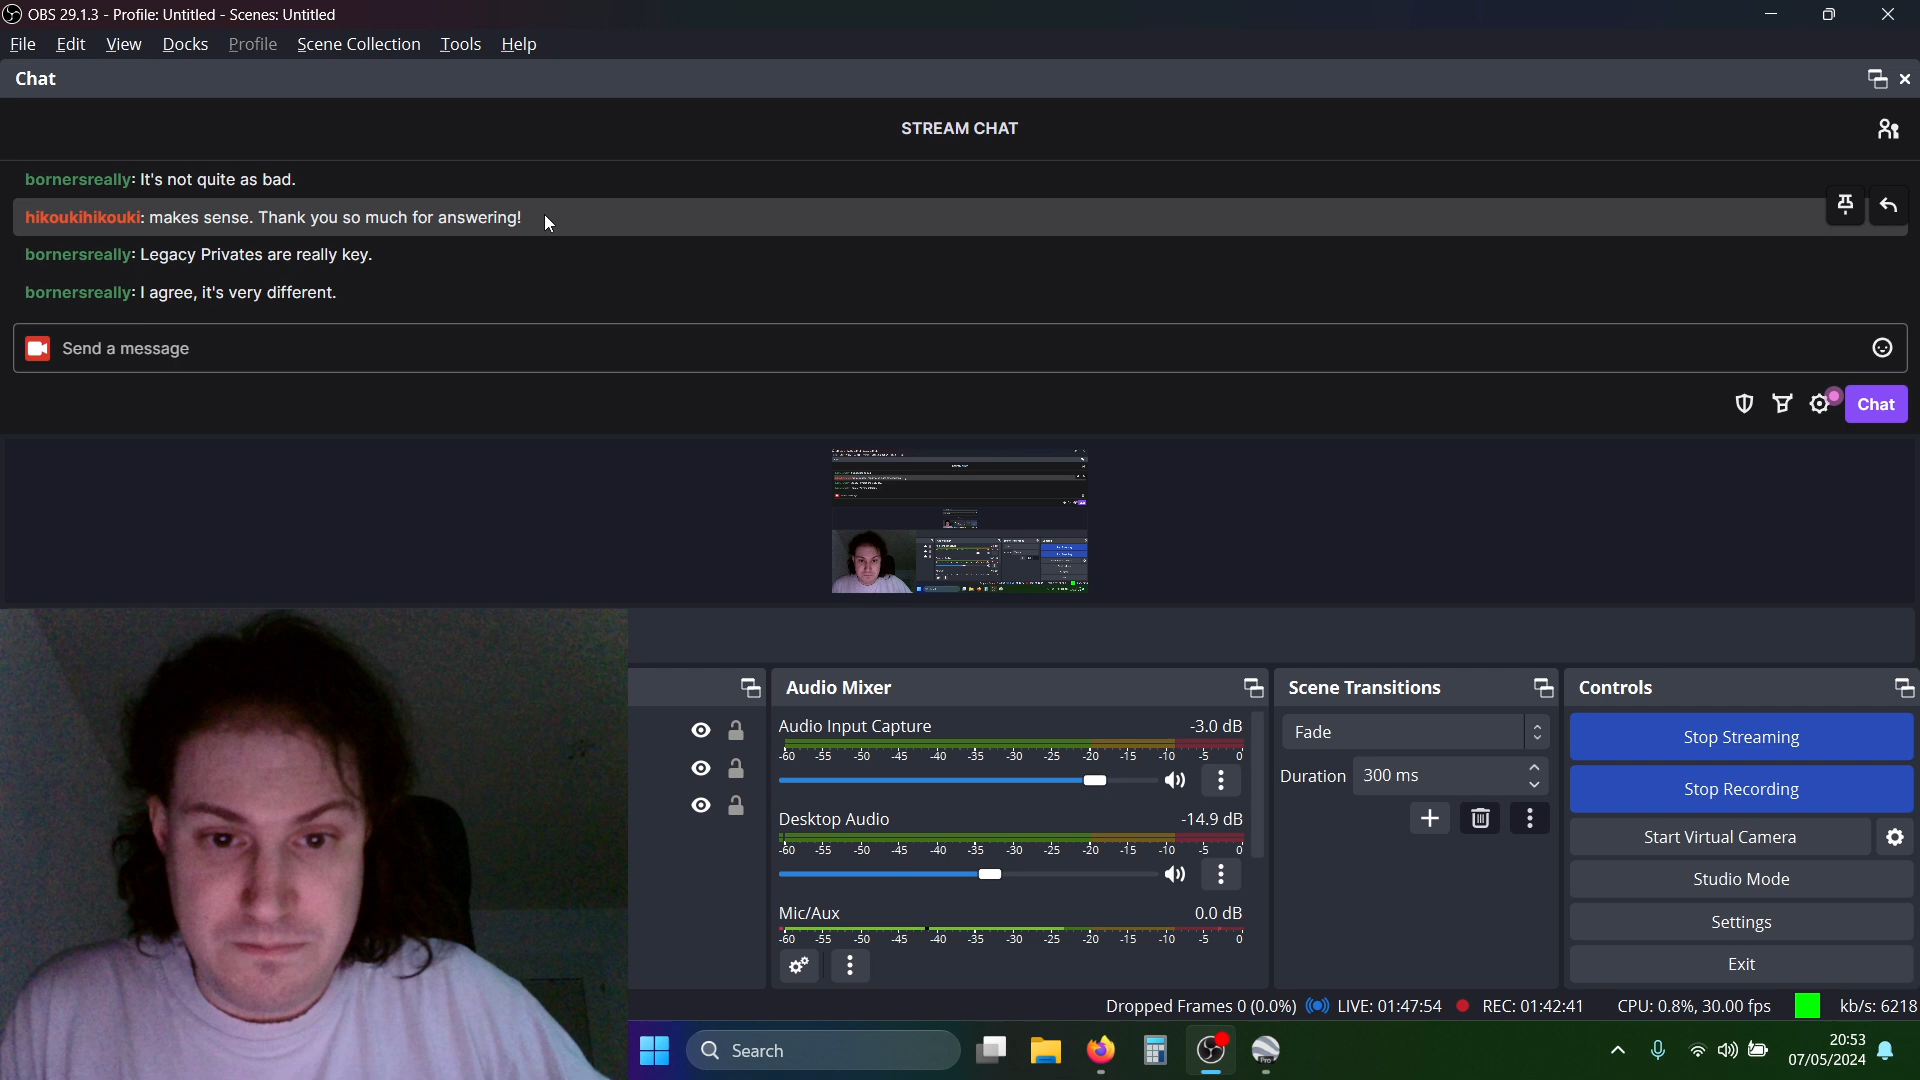 OBS 29.1.3 - Profile: Untitled - Scenes: Untitled
File Edit View Docks Profile Scene Collection Tools Help
Chat
STREAM CHAT
bornersreally: It's not quite as bad.
hikoukihikouki: makes sense. Thank you so much for answering!
bornersreally: Legacy Privates are really key.
bornersreally: I agree, it's very different.
Send a message
Chat
Audio Mixer
Scene Transitions
Controls
Audio Input Capture -3.0 dB
-60 -55 -50 -45 -40 -35 -30 -25 -20 -15 -10 -5 0
Desktop Audio -14.9 dB
-60 -55 -50 -45 -40 -35 -30 -25 -20 -15 -10 -5 0
Mic/Aux 0.0 dB
-60 -55 -50 -45 -40 -35 -30 -25 -20 -15 -10 -5 0
Fade
Duration 300 ms
Stop Streaming
Stop Recording
Start Virtual Camera
Studio Mode
Settings
Exit
Dropped Frames 0 (0.0%) LIVE: 01:47:54 REC: 01:42:41 CPU: 0.8%, 30.00 fps kb/s: 6218
Search
Pro
20:53
07/05/2024